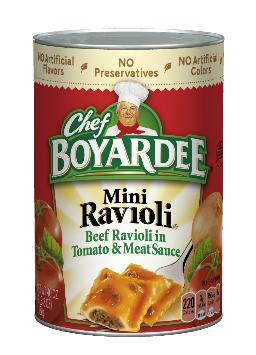 NO Artificial
Flavors
NO
Preservatives
NO Artificial
Colors
Chef
BOYARDEE
Mini
Ravioli
Beef Ravioli in
Tomato & Meat Sauce
220